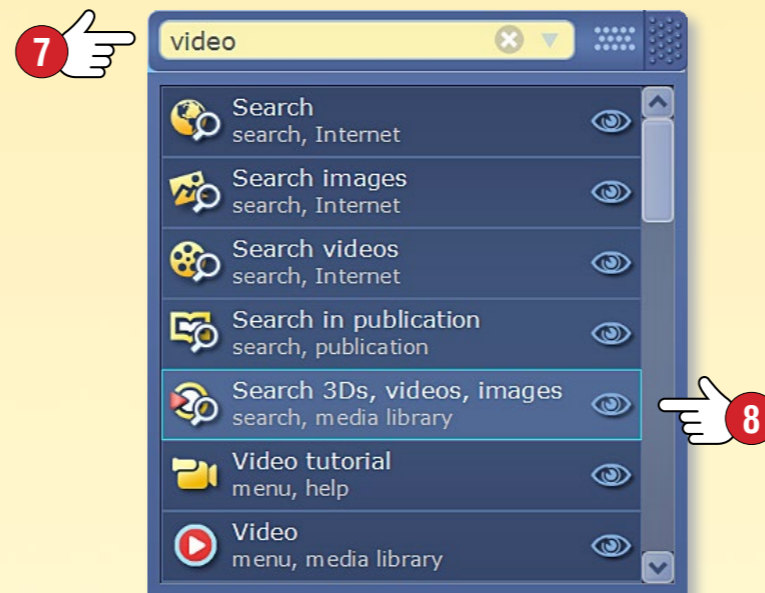 7
video
Search
search, Internet
Search images
search, Internet
Search videos
search, Internet
Search in publication
search, publication
Search 3Ds, videos, images
search, media library
8
Video tutorial
menu, help
Video
menu, media library